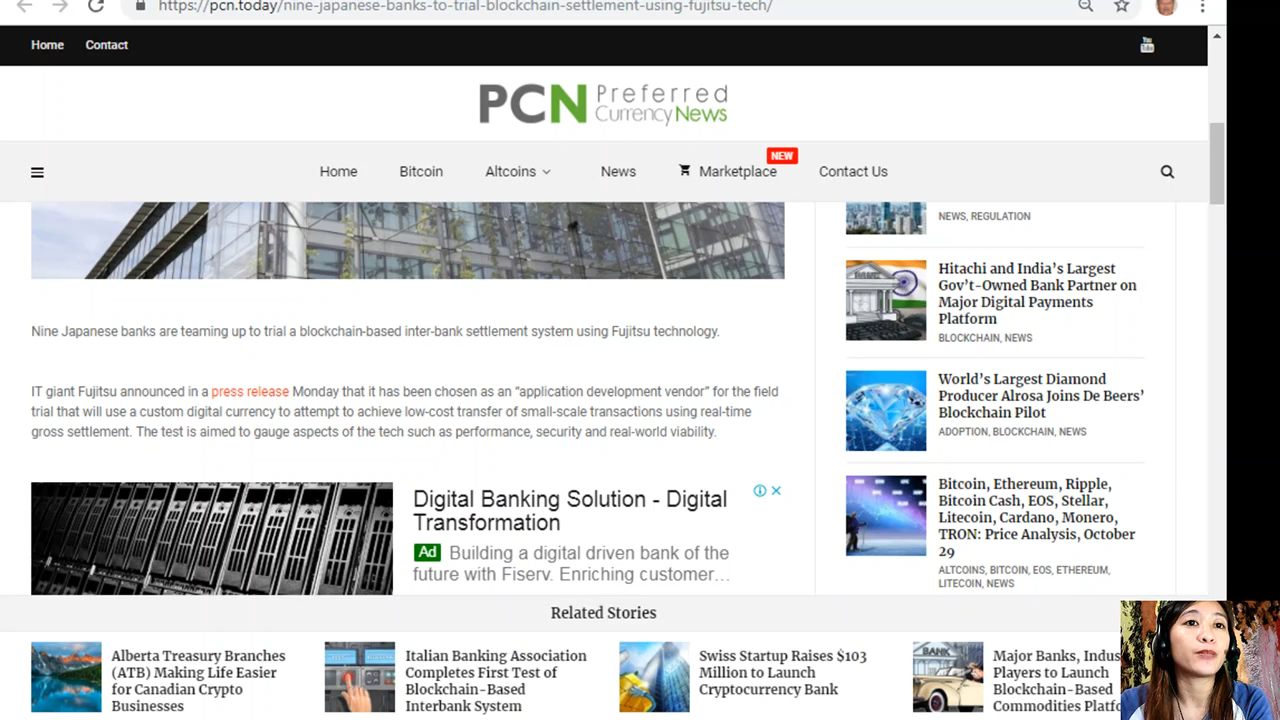 https://pcn.today/nine-japanese-banks-to-trial-blockchain-settlement-using-fujitsu-tech/
Home Contact
You Tube
PCN Preferred
Currency News
Home Bitcoin Altcoins News Marketplace NEW Contact Us
Nine Japanese banks are teaming up to trial a blockchain-based inter-bank settlement system using Fujitsu technology.
IT giant Fujitsu announced in a press release Monday that it has been chosen as an “application development vendor” for the field
trial that will use a custom digital currency to attempt to achieve low-cost transfer of small-scale transactions using real-time
gross settlement. The test is aimed to gauge aspects of the tech such as performance, security and real-world viability.
Digital Banking Solution - Digital
Transformation
Ad Building a digital driven bank of the
future with Fiserv. Enriching customer…
NEWS, REGULATION
Hitachi and India’s Largest
Gov’t-Owned Bank Partner on
Major Digital Payments
Platform
BLOCKCHAIN, NEWS
World’s Largest Diamond
Producer Alrosa Joins De Beers’
Blockchain Pilot
ADOPTION, BLOCKCHAIN, NEWS
Bitcoin, Ethereum, Ripple,
Bitcoin Cash, EOS, Stellar,
Litecoin, Cardano, Monero,
TRON: Price Analysis, October
29
ALTCOINS, BITCOIN, EOS, ETHEREUM,
LITECOIN, NEWS
Related Stories
Alberta Treasury Branches
(ATB) Making Life Easier
for Canadian Crypto
Businesses
Italian Banking Association
Completes First Test of
Blockchain-Based
Interbank System
Swiss Startup Raises $103
Million to Launch
Cryptocurrency Bank
BANK
Major Banks, Indus
Players to Launch
Blockchain-Based
Commodities Platfo